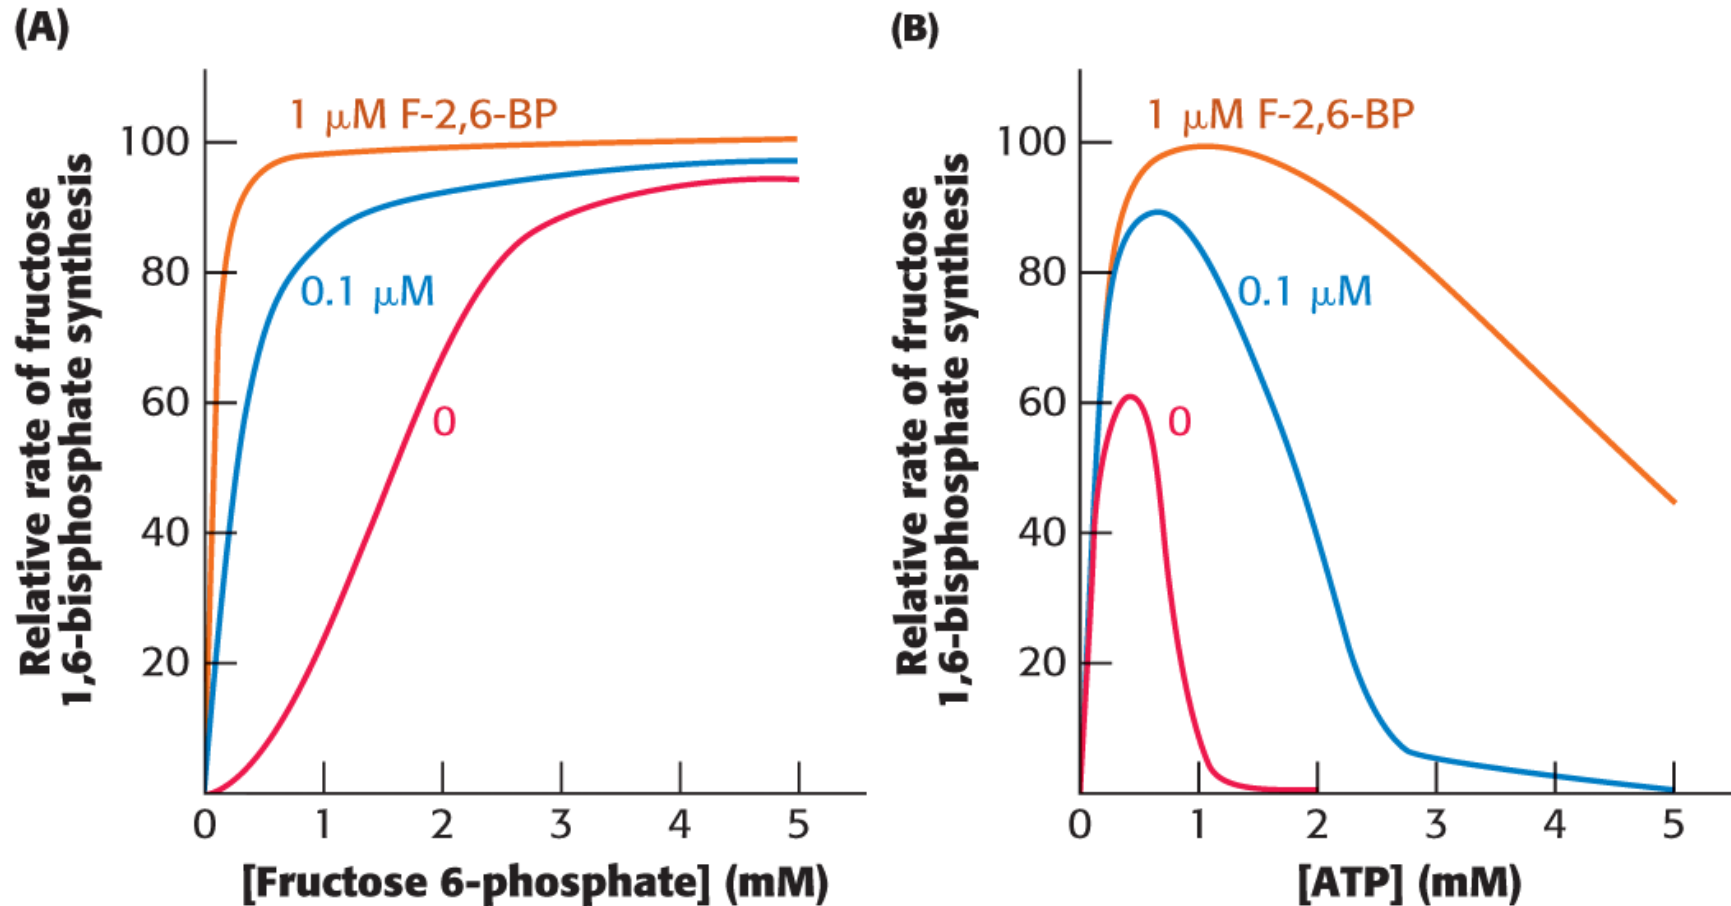 (A)
1 μM F-2,6-BP
0.1 μM
0
100
80
60
40
20
0 1 2 3 4 5
Relative rate of fructose
1,6-bisphosphate synthesis
[Fructose 6-phosphate] (mM)
(B)
1 μM F-2,6-BP
0.1 μM
0
100
80
60
40
20
0 1 2 3 4 5
Relative rate of fructose
1,6-bisphosphate synthesis
[ATP] (mM)